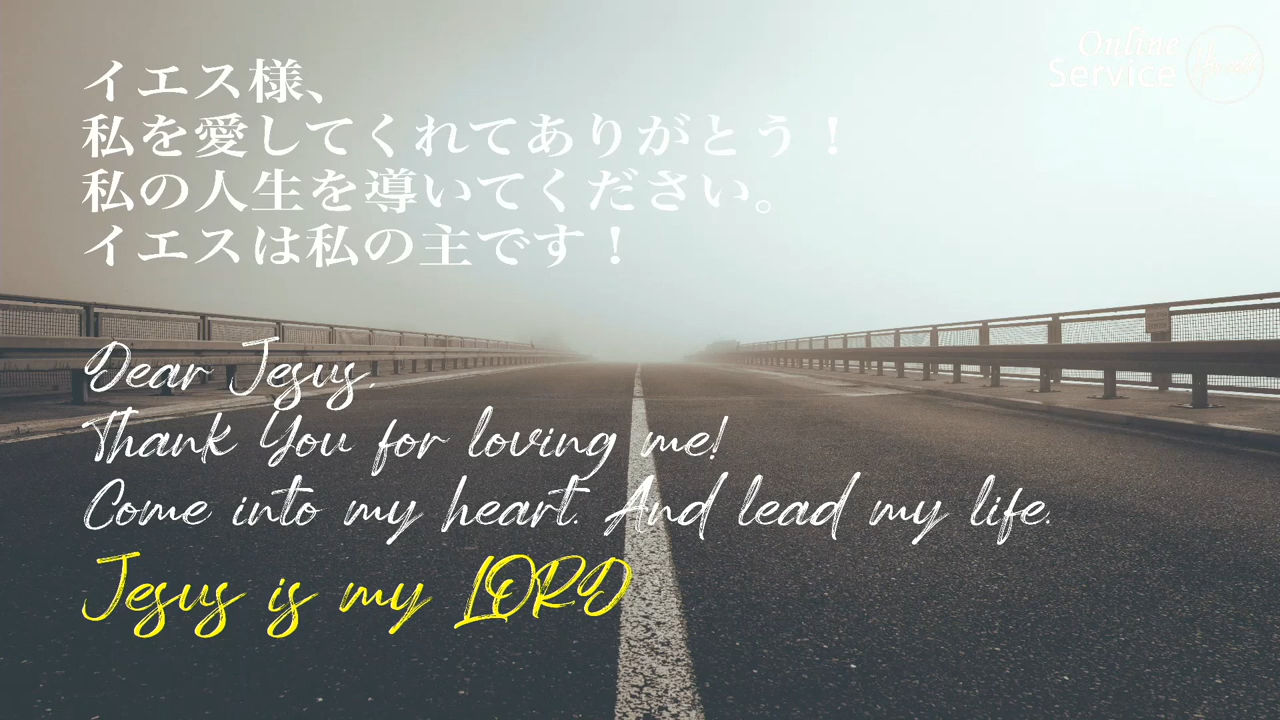 イエス様、
私を愛してくれてありがとう！
私の人生を導いてください。
イエスは私の主です！
Dear Jesus,
Thank You for loving me!
Come into my heart. And lead my life.
Jesus is my LORD
Online
Service